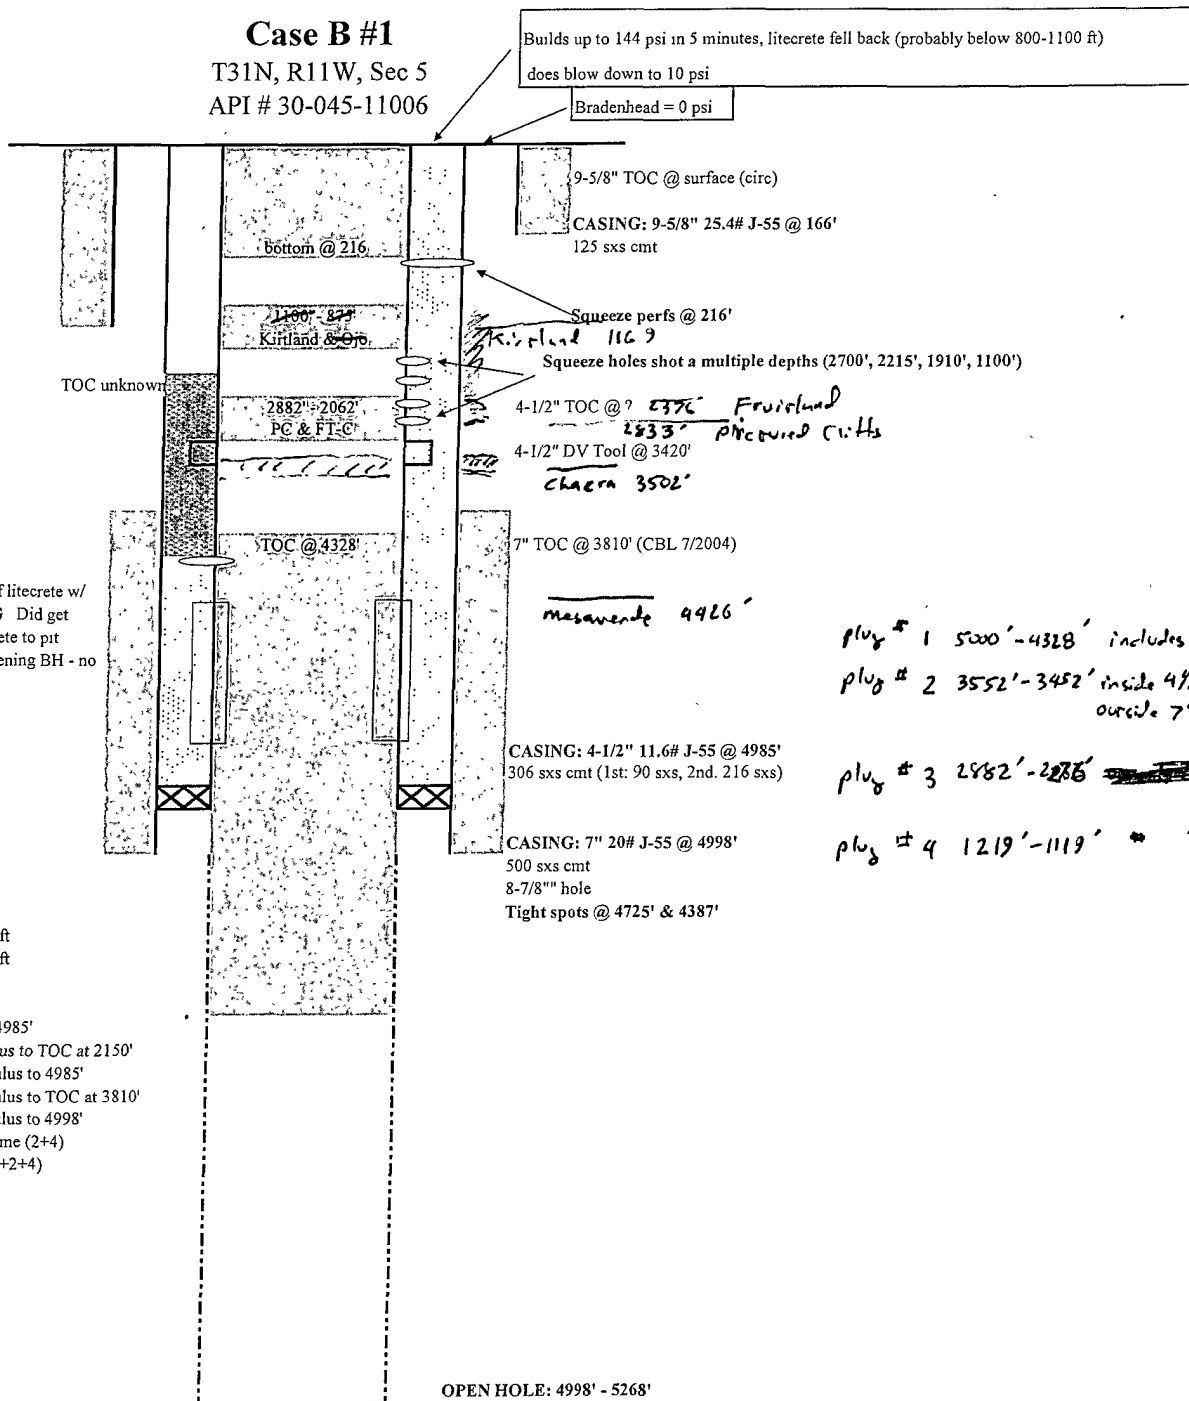 Case B #1
T31N, R11W, Sec 5
API # 30-045-11006
Builds up to 144 psi in 5 minutes, litecrete fell back (probably below 800-1100 ft)
does blow down to 10 psi
Bradenhead = 0 psi
9-5/8" TOC @ surface (circ)
CASING: 9-5/8" 25.4# J-55 @ 166'
125 sxs cmt
bottom @ 216
Squeeze perfs @ 216'
1100' - 875'
Kirtland & Ojo
Kirtland 1169
Squeeze holes shot a multiple depths (2700', 2215', 1910', 1100')
TOC unknown
2882' - 2062'
PC & FT-C
4-1/2" TOC @ ? 2376' Fruitland
2833' Pictured Cliffs
4-1/2" DV Tool @ 3420'
Chacra 3502'
TOC @ 4328'
7" TOC @ 3810' (CBL 7/2004)
f litecrete w/
Did get
ete to pit
ening BH - no
mesaverde 4426'
plug # 1 5000'-4328' includes
plug # 2 3552'-3452' inside 4½
outside 7"
plug # 3 2882'-
plug # 4 1219'-1119'
CASING: 4-1/2" 11.6# J-55 @ 4985'
306 sxs cmt (1st: 90 sxs, 2nd. 216 sxs)
CASING: 7" 20# J-55 @ 4998'
500 sxs cmt
8-7/8"" hole
Tight spots @ 4725' & 4387'
ft
ft
4985'
us to TOC at 2150'
ulus to 4985'
ulus to TOC at 3810'
ulus to 4998'
me (2+4)
+2+4)
OPEN HOLE: 4998' - 5268'